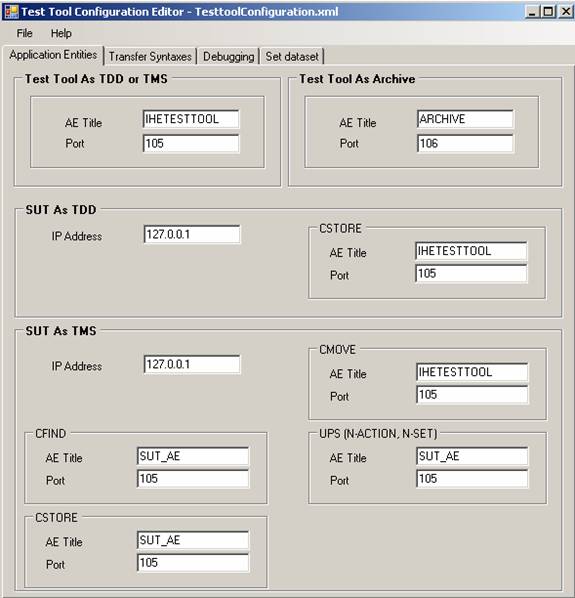 Test Tool Configuration Editor - TesttoolConfiguration.xml
File Help
Application Entities Transfer Syntaxes Debugging Set dataset
Test Tool As TDD or TMS
AE Title IHETESTTOOL
Port 105
Test Tool As Archive
AE Title ARCHIVE
Port 106
SUT As TDD
IP Address 127.0.0.1
CSTORE
AE Title IHETESTTOOL
Port 105
SUT As TMS
IP Address 127.0.0.1
CMOVE
AE Title IHETESTTOOL
Port 105
CFIND
AE Title SUT_AE
Port 105
UPS (N-ACTION, N-SET)
AE Title SUT_AE
Port 105
CSTORE
AE Title SUT_AE
Port 105